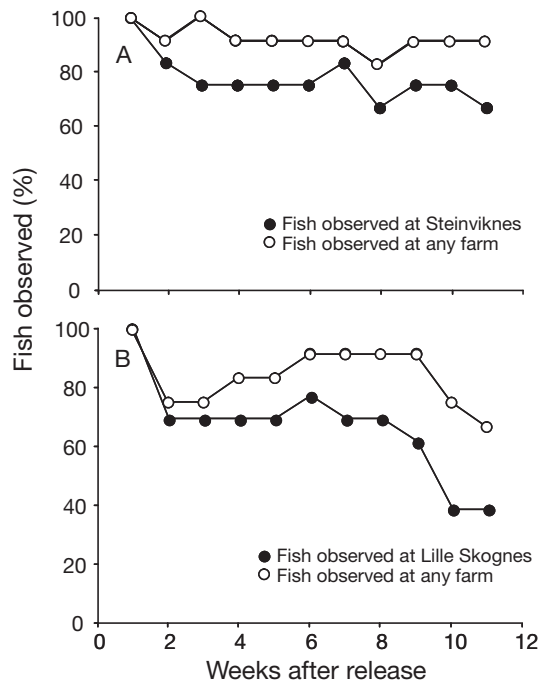 100
80
60
40
20
0
A
Fish observed at Steinviknes
Fish observed at any farm
Fish observed (%)
100
80
60
40
20
0
B
Fish observed at Lille Skognes
Fish observed at any farm
0 2 4 6 8 10 12
Weeks after release